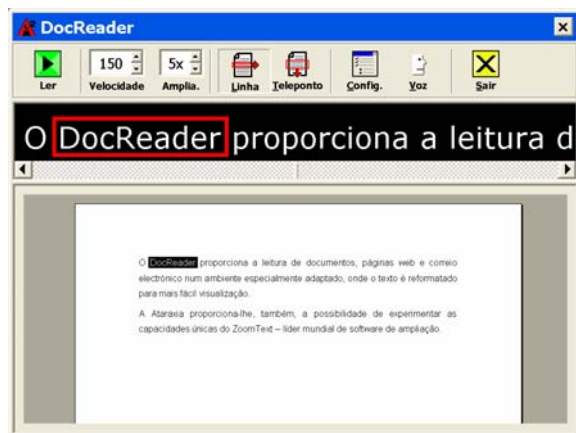 DocReader
150 5x
Ler Velocidade Amplia. Linha Teleponto Config. Voz Sair
O DocReader proporciona a leitura d
O DocReader proporciona a leitura de documentos, páginas web e correio
electrónico num ambiente especialmente adaptado, onde o texto é reformatado
para mais fácil visualização.
A Ataraxia proporciona-lhe, também, a possibilidade de experimentar as
capacidades únicas do ZoomText – líder mundial de software de ampliação.